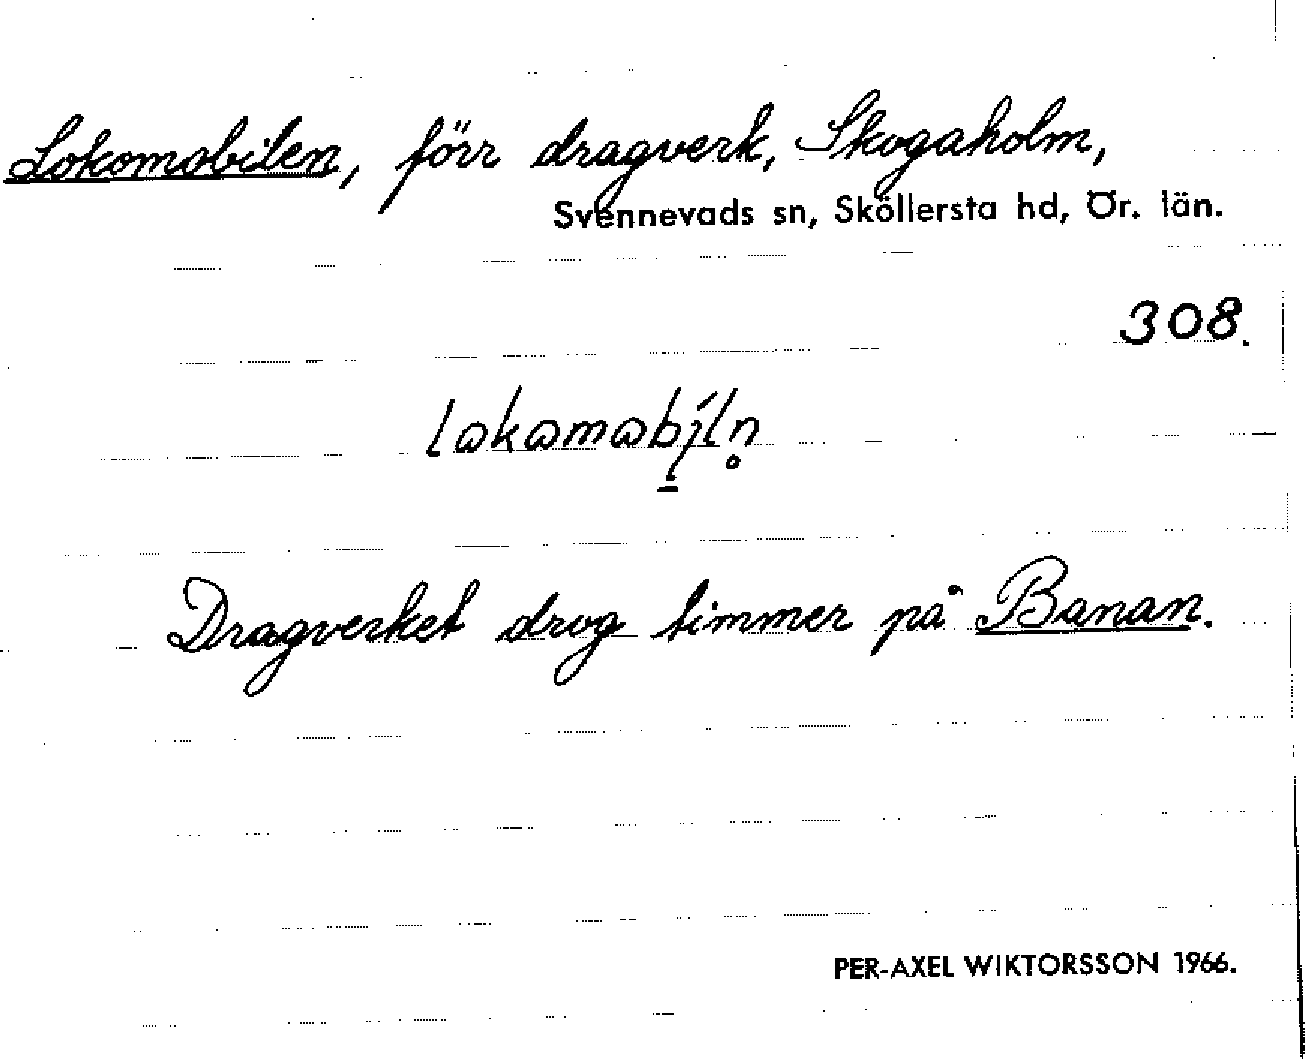 Lokomobilen, förr dragverk, Skogaholm,
Svennevads sn, Sköllersta hd, Ör. län.
308.
Dragverket drog timmer på Banan.
PER-AXEL WIKTORSSON 1966.